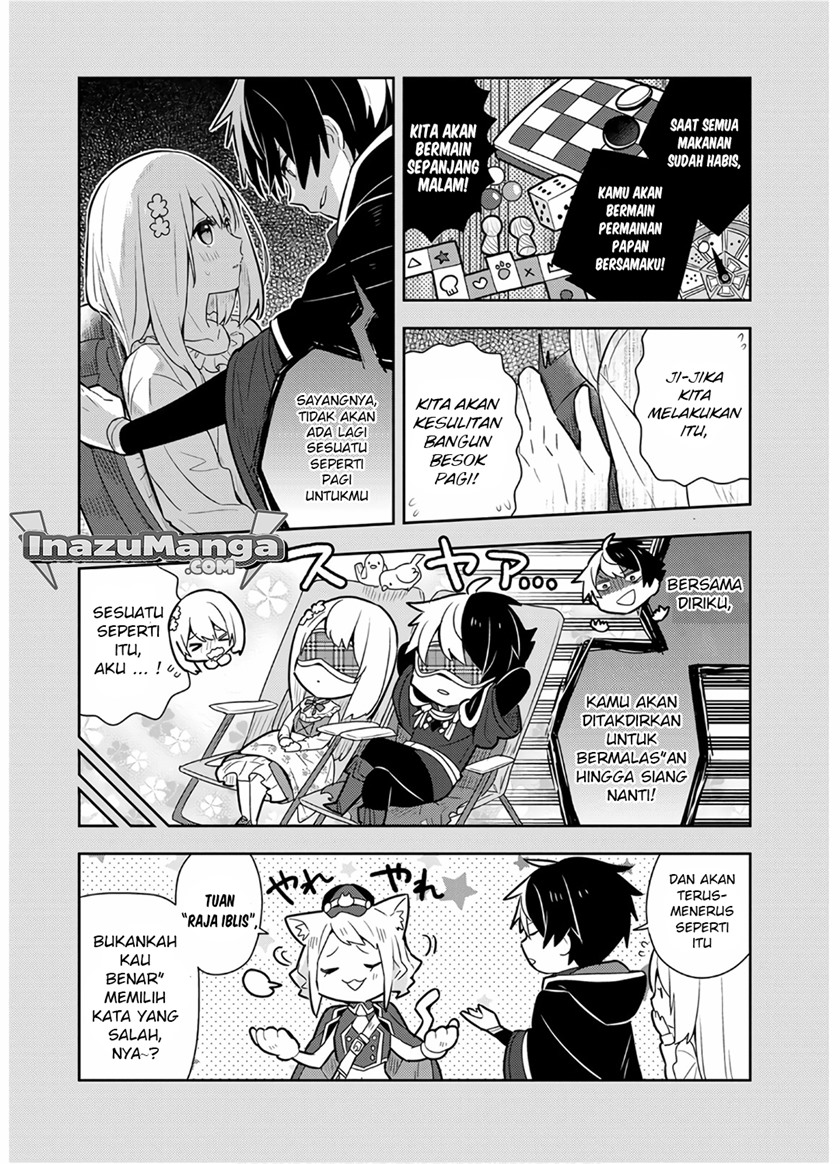 SAAT SEMUA
MAKANAN
SUDAH HABIS,
KAMU AKAN
BERMAIN
PERMAINAN
PAPAN
BERSAMAKU!
KITA AKAN
BERMAIN
SEPANJANG
MALAM!
SAYANGNYA,
TIDAK AKAN
ADA LAGI
SESUATU
SEPERTI
PAGI
UNTUKMU
JI-JIKA
KITA
MELAKUKAN
ITU,
KITA AKAN
KESULITAN
BANGUN
BESOK
PAGI!
InazuManga
.COM
BERSAMA
DIRIKU,
KAMU AKAN
DITAKDIRKAN
UNTUK
BERMALAS"AN
HINGGA SIANG
NANTI!
スヤァ...
SESUATU
SEPERTI
ITU,
AKU ... !
DAN AKAN
TERUS-
MENERUS
SEPERTI
ITU
やれ
やれ
TUAN
"RAJA IBLIS",
BUKANKAH
KAU
BENAR"
MEMILIH
KATA YANG
SALAH,
NYA~?